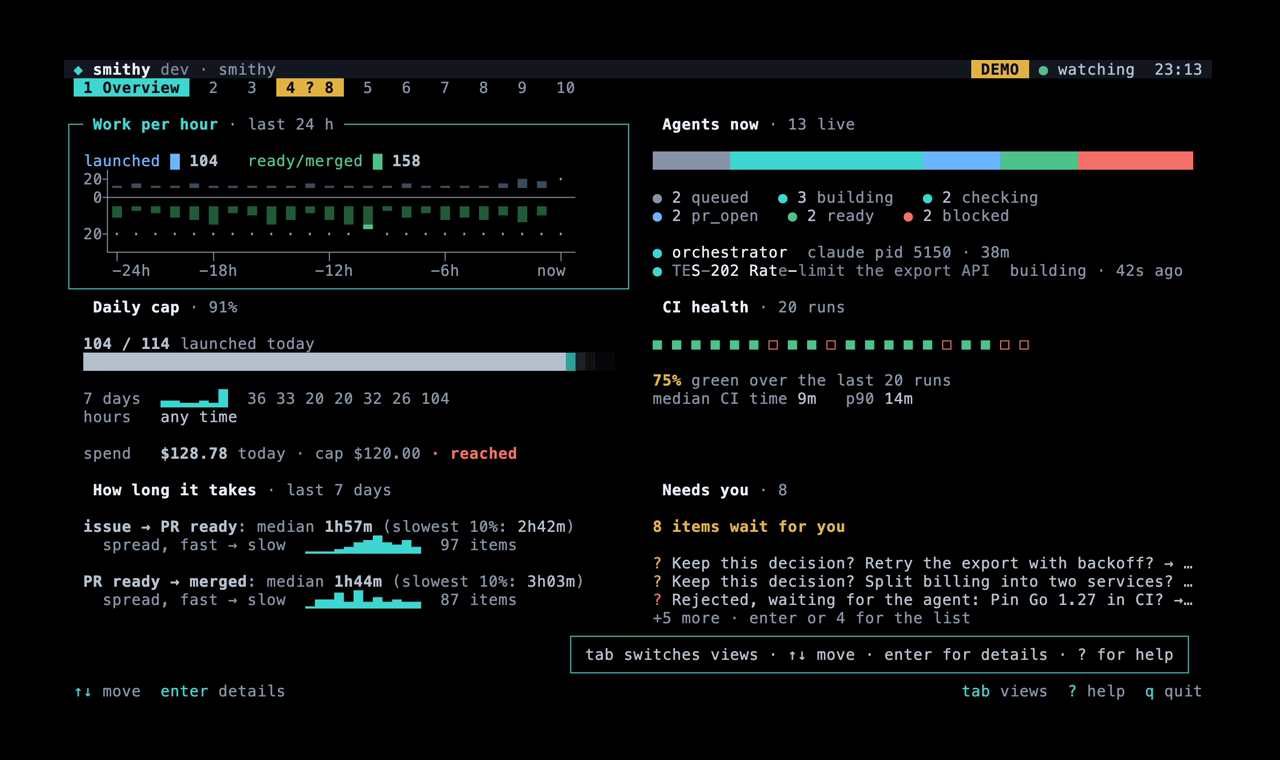 ◆ smithy dev · smithy DEMO ● watching 23:13
1 Overview 2 3 4 ? 8 5 6 7 8 9 10
Work per hour · last 24 h
launched 104 ready/merged 158
20
0
20
−24h −18h −12h −6h now
Agents now · 13 live
● 2 queued ● 3 building ● 2 checking
● 2 pr_open ● 2 ready ● 2 blocked
● orchestrator claude pid 5150 · 38m
● TES−202 Rate−limit the export API building · 42s ago
Daily cap · 91%
104 / 114 launched today
7 days 36 33 20 20 32 26 104
hours any time
spend $128.78 today · cap $120.00 · reached
CI health · 20 runs
75% green over the last 20 runs
median CI time 9m p90 14m
How long it takes · last 7 days
issue → PR ready: median 1h57m (slowest 10%: 2h42m)
spread, fast → slow 97 items
PR ready → merged: median 1h44m (slowest 10%: 3h03m)
spread, fast → slow 87 items
Needs you · 8
8 items wait for you
? Keep this decision? Retry the export with backoff? → …
? Keep this decision? Split billing into two services? …
? Rejected, waiting for the agent: Pin Go 1.27 in CI? →…
+5 more · enter or 4 for the list
tab switches views · ↑↓ move · enter for details · ? for help
↑↓ move enter details tab views ? help q quit